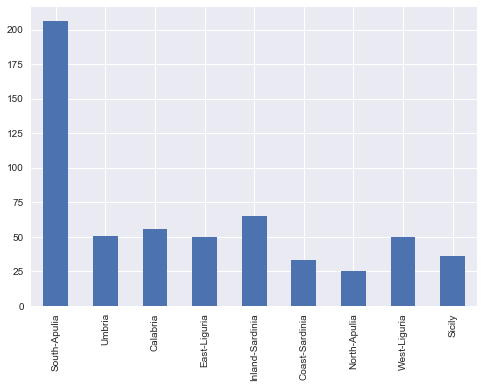 200
175
150
125
100
75
50
25
0
South-Apulia
Umbria
Calabria
East-Liguria
Inland-Sardinia
Coast-Sardinia
North-Apulia
West-Liguria
Sicily